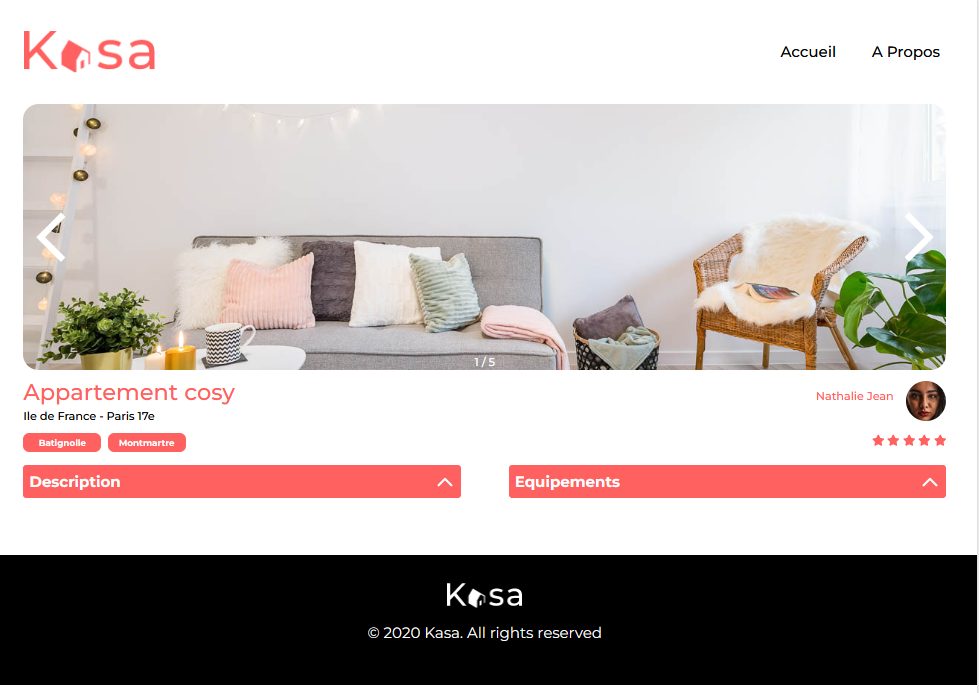 Kasa
Accueil
A Propos
1 / 5
Appartement cosy
Nathalie Jean
Ile de France - Paris 17e
Batignolle
Montmartre
Description
Equipements
Kasa
© 2020 Kasa. All rights reserved